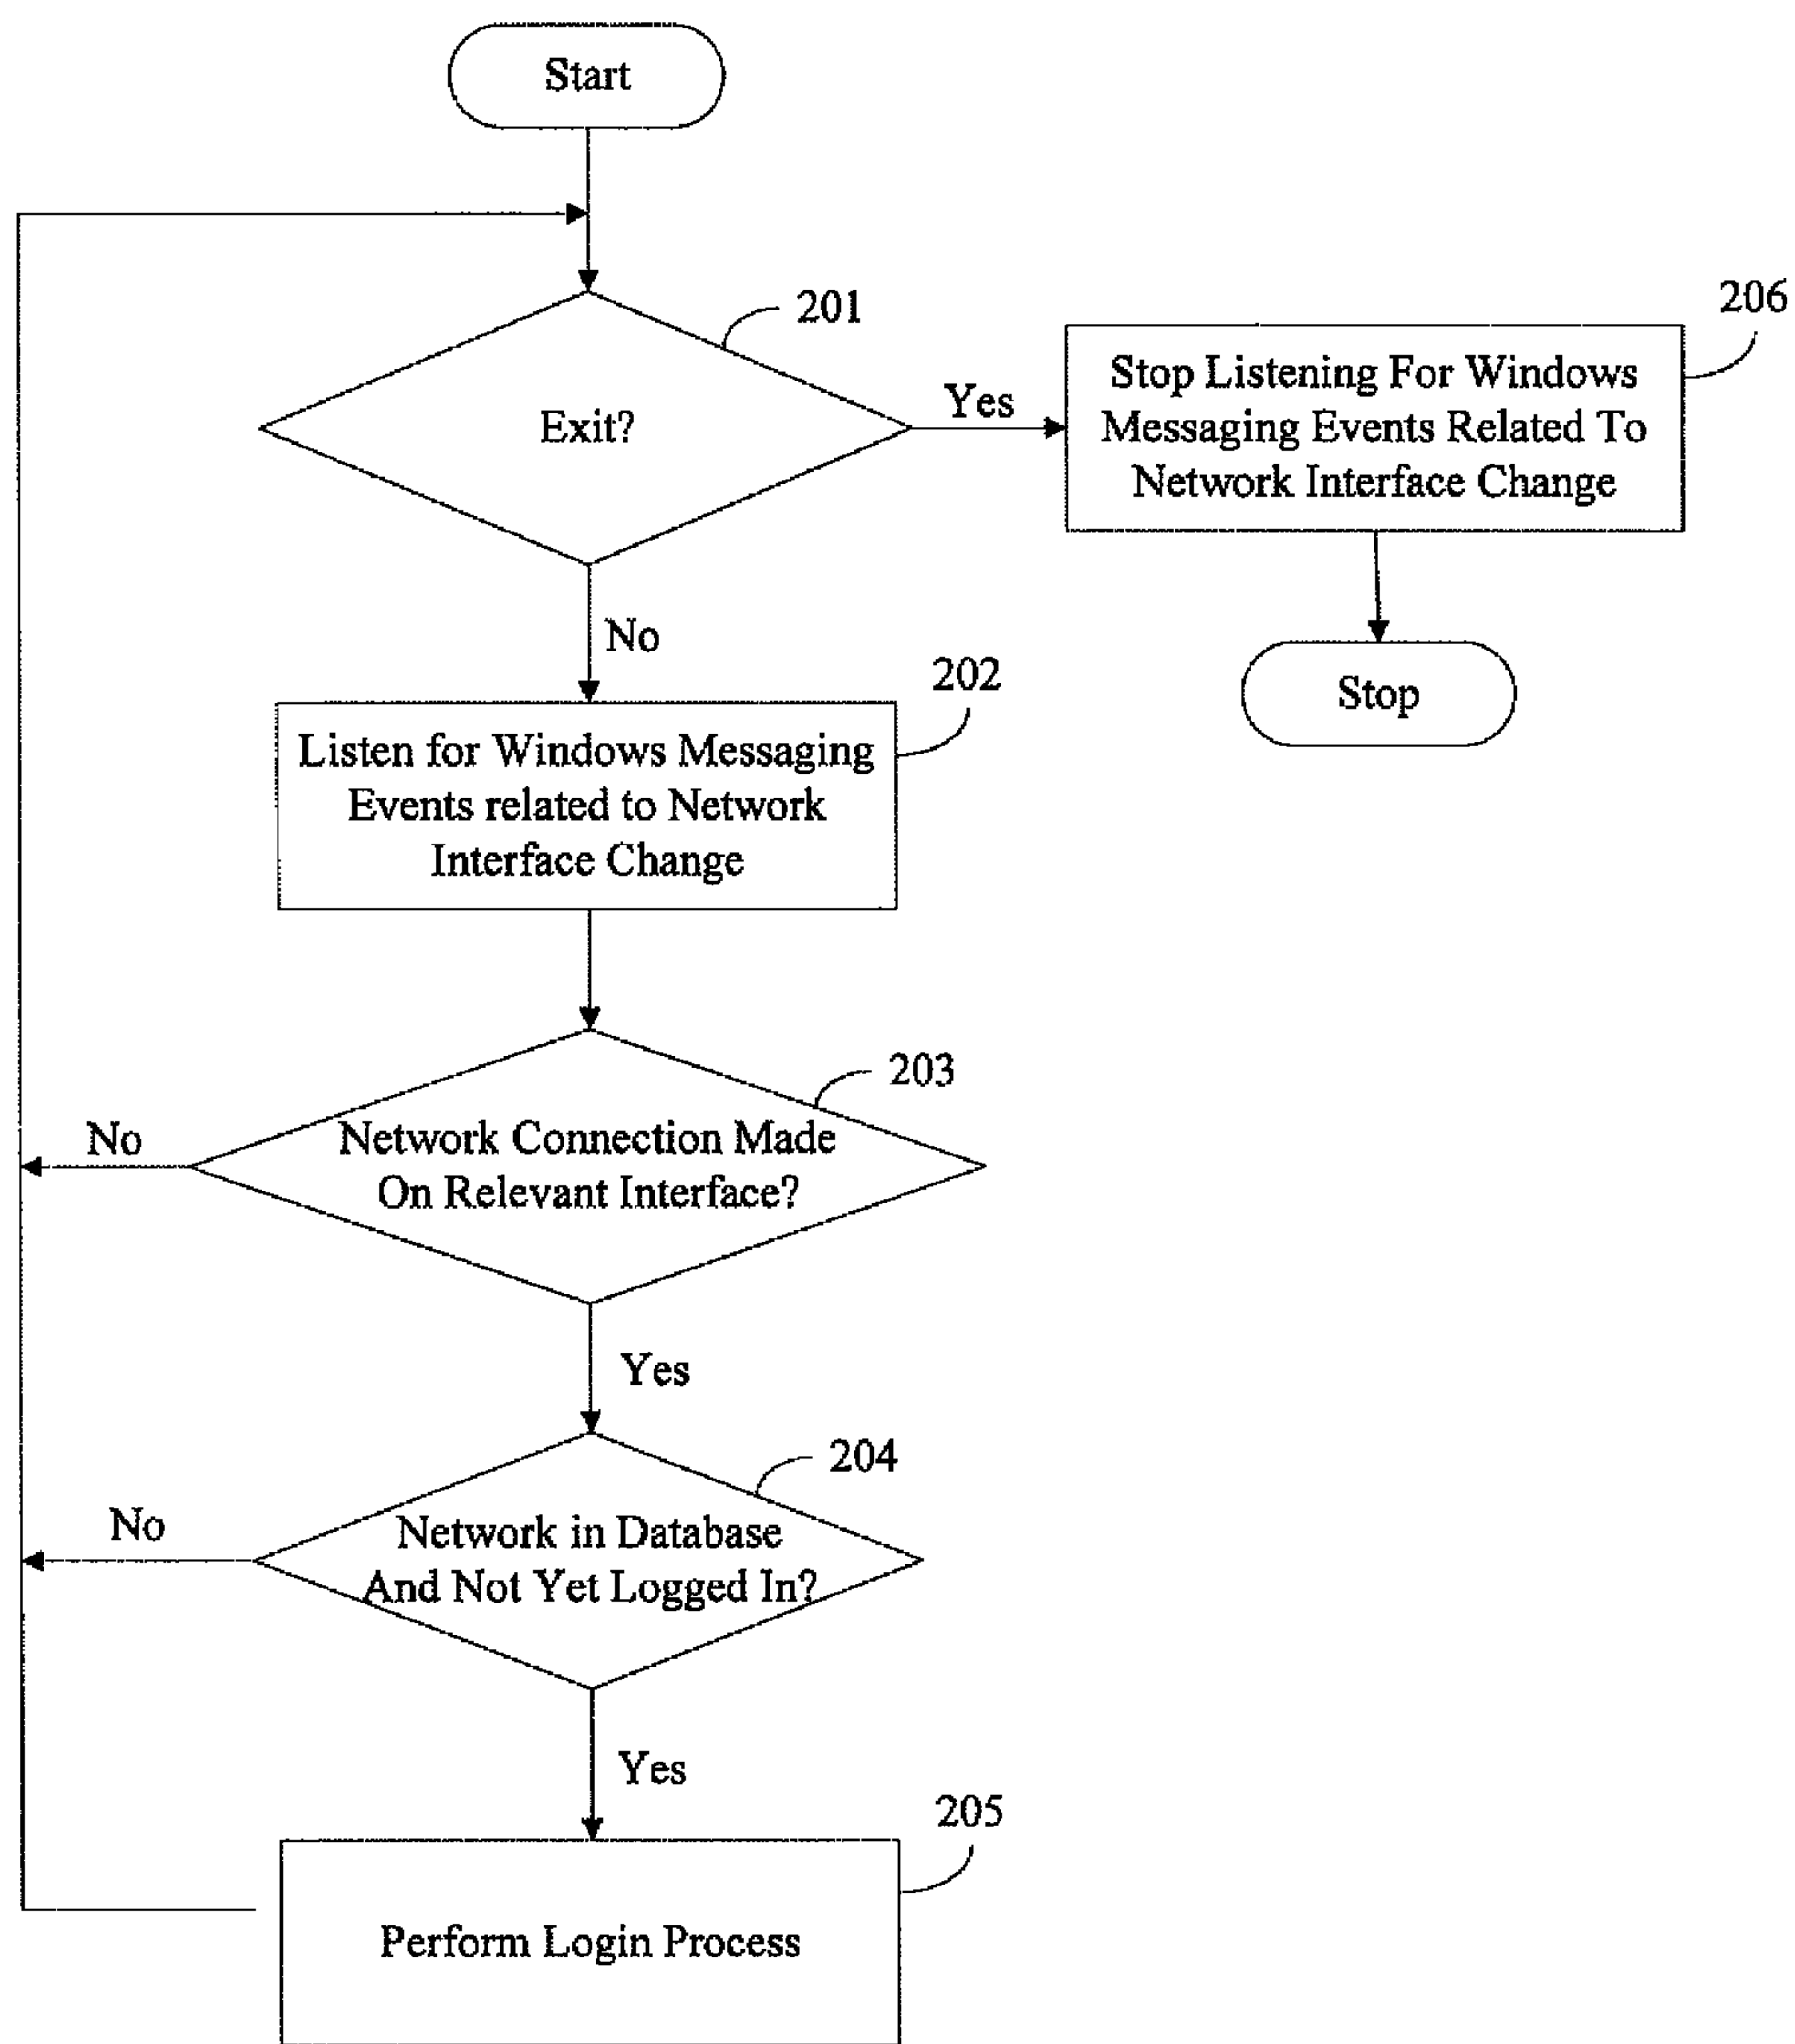 Start
201
206
Exit?
Yes
Stop Listening For Windows
Messaging Events Related To
Network Interface Change
No
Stop
202
Listen for Windows Messaging
Events related to Network
Interface Change
203
No
Network Connection Made
On Relevant Interface?
Yes
204
No
Network in Database
And Not Yet Logged In?
Yes
205
Perform Login Process